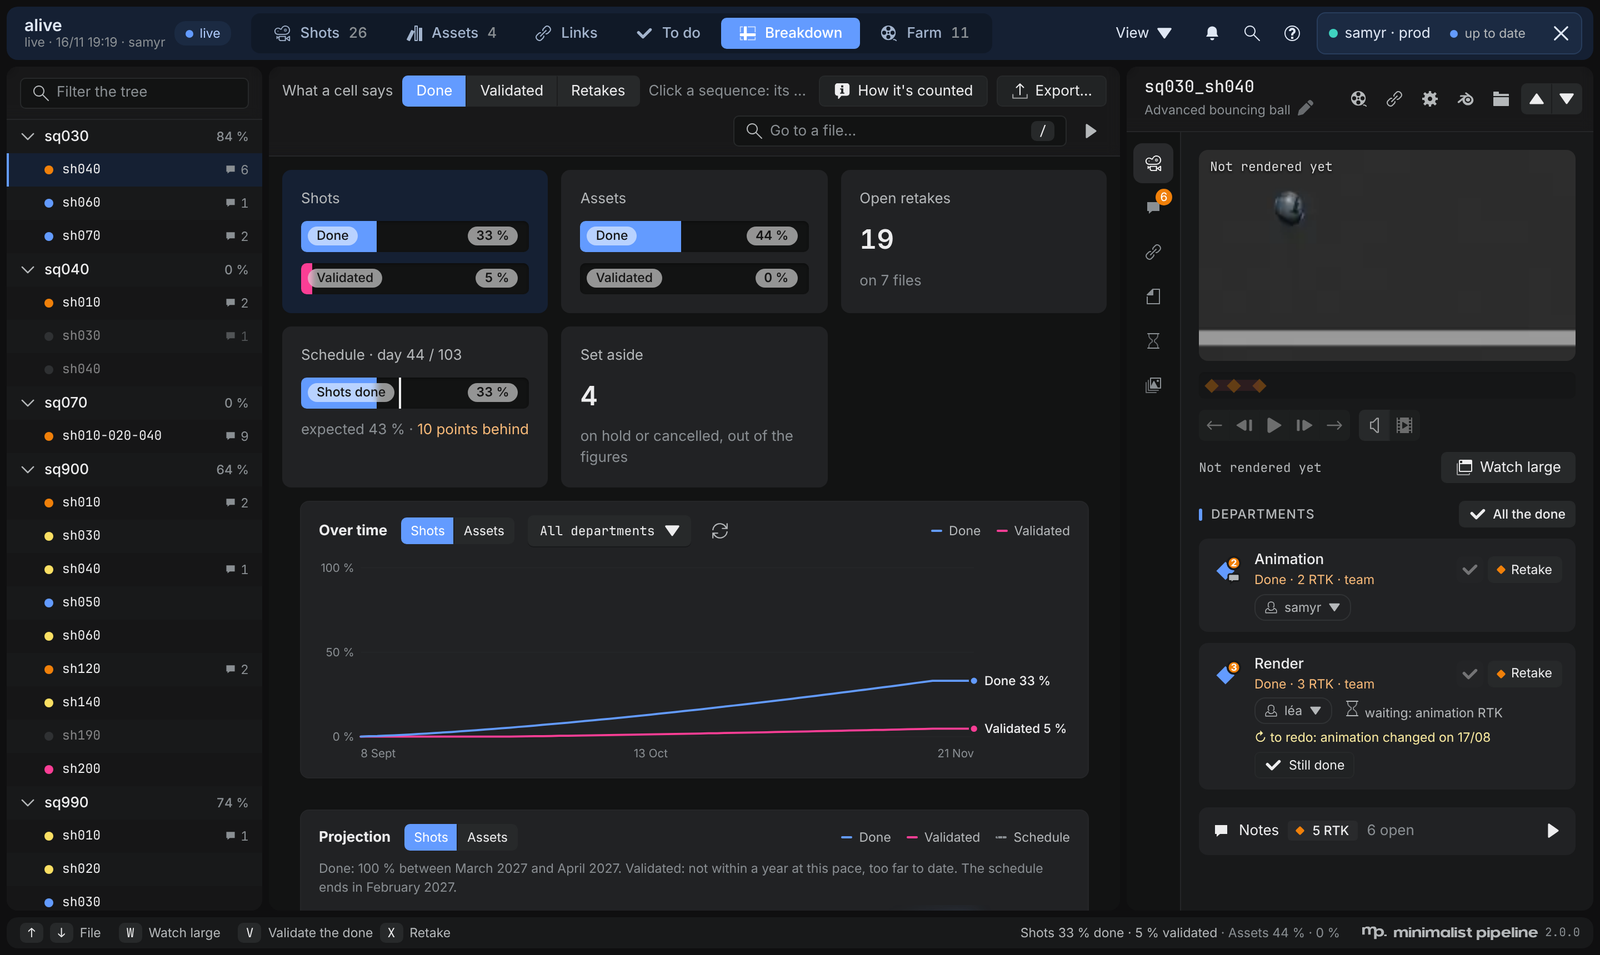 alive
live · 16/11 19:19 · samyr
live
Shots 26
Assets 4
Links
To do
Breakdown
Farm 11
View
samyr · prod
up to date
Filter the tree
sq030 84 %
sh040 6
sh060 1
sh070 2
sq040 0 %
sh010 2
sh030 1
sh040
sq070 0 %
sh010-020-040 9
sq900 64 %
sh010 2
sh030
sh040 1
sh050
sh060
sh120 2
sh140
sh190
sh200
sq990 74 %
sh010 1
sh020
sh030
What a cell says
Done
Validated
Retakes
Click a sequence: its ...
How it's counted
Export...
Go to a file... /
Shots
Done 33 %
Validated 5 %
Assets
Done 44 %
Validated 0 %
Open retakes
19
on 7 files
Schedule · day 44 / 103
Shots done 33 %
expected 43 % · 10 points behind
Set aside
4
on hold or cancelled, out of the
figures
Over time
Shots
Assets
All departments
Done
Validated
100 %
50 %
0 %
Done 33 %
Validated 5 %
8 Sept
13 Oct
21 Nov
Projection
Shots
Assets
Done
Validated
Schedule
Done: 100 % between March 2027 and April 2027. Validated: not within a year at this pace, too far to date. The schedule
ends in February 2027.
sq030_sh040
Advanced bouncing ball
6
Not rendered yet
Not rendered yet
Watch large
DEPARTMENTS
All the done
2
Animation
Done · 2 RTK · team
samyr
Retake
3
Render
Done · 3 RTK · team
léa
waiting: animation RTK
to redo: animation changed on 17/08
Still done
Retake
Notes
5 RTK
6 open
↑ ↓ File
W Watch large
V Validate the done
X Retake
Shots 33 % done · 5 % validated · Assets 44 % · 0 %
mp. minimalist pipeline 2.0.0